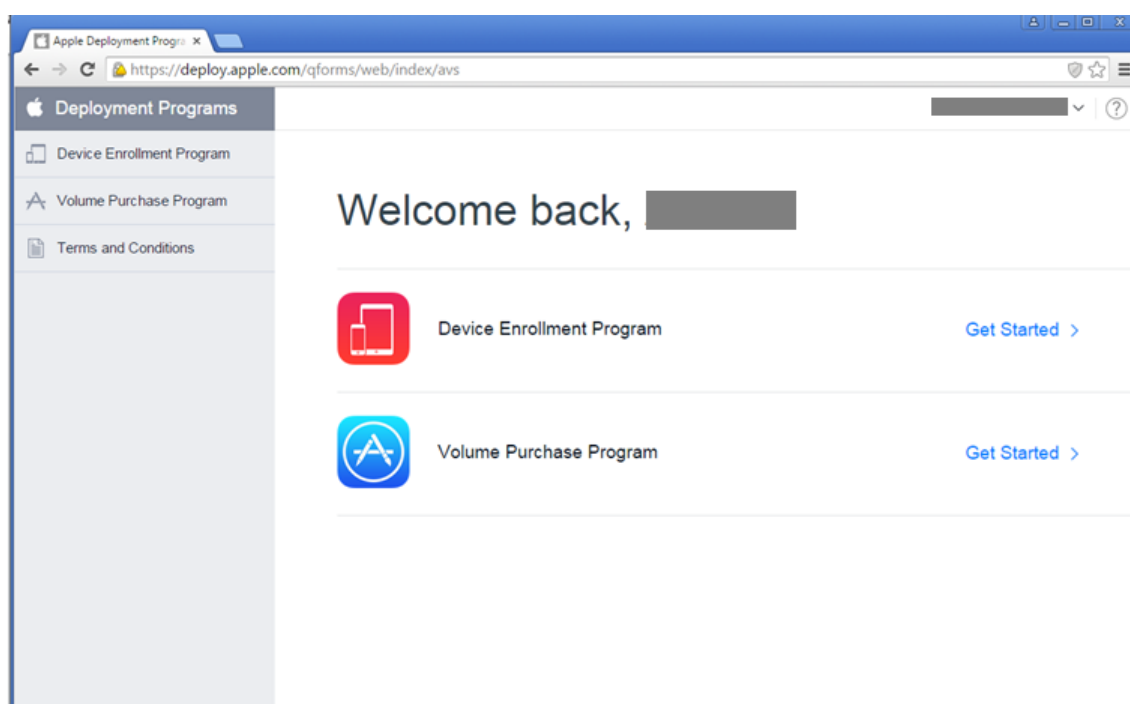 Apple Deployment Progra
https://deploy.apple.com/qforms/web/index/avs
Deployment Programs
Device Enrollment Program
Volume Purchase Program
Terms and Conditions
Welcome back,
Device Enrollment Program Get Started >
Volume Purchase Program Get Started >